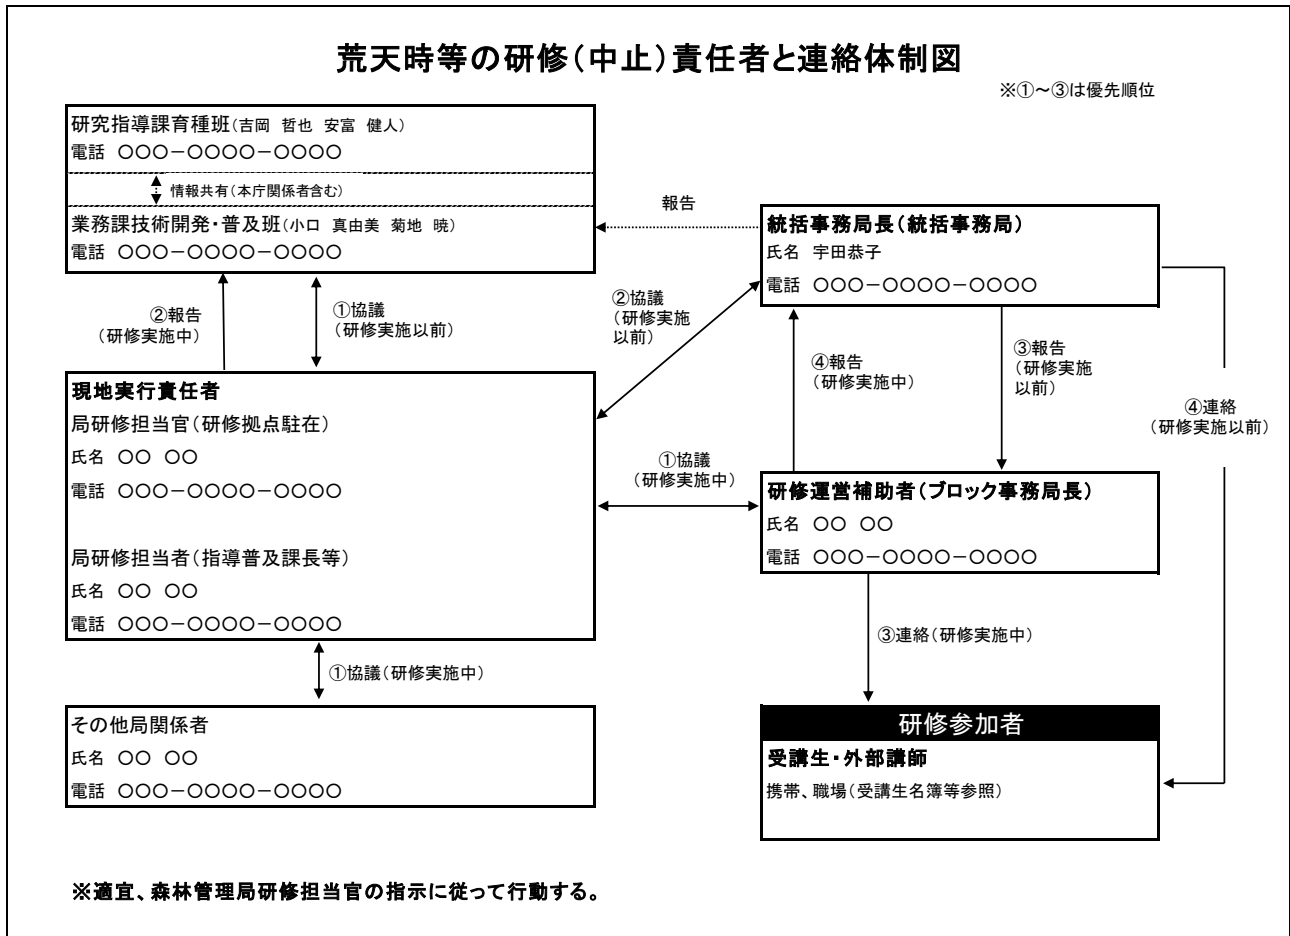 荒天時等の研修（中止）責任者と連絡体制図
※①～③は優先順位
研究指導課育種班（吉岡　哲也　安富　健人）
電話　〇〇〇－〇〇〇〇－〇〇〇〇
情報共有（本庁関係者含む）
業務課技術開発・普及班（小口　真由美　菊地　暁）
電話　〇〇〇－〇〇〇〇－〇〇〇〇
報告
統括事務局長（統括事務局）
氏名　宇田恭子
電話　〇〇〇－〇〇〇〇－〇〇〇〇
②報告
（研修実施中）
①協議
（研修実施以前）
②協議
（研修実施
以前）
④報告
（研修実施中）
③報告
（研修実施
以前）
④連絡
（研修実施以前）
現地実行責任者
局研修担当官（研修拠点駐在）
氏名　〇〇　〇〇
電話　〇〇〇－〇〇〇〇－〇〇〇〇
局研修担当者（指導普及課長等）
氏名　〇〇　〇〇
電話　〇〇〇－〇〇〇〇－〇〇〇〇
①協議
（研修実施中）
研修運営補助者（ブロック事務局長）
氏名　〇〇　〇〇
電話　〇〇〇－〇〇〇〇－〇〇〇〇
③連絡（研修実施中）
①協議（研修実施中）
その他局関係者
氏名　〇〇　〇〇
電話　〇〇〇－〇〇〇〇－〇〇〇〇
研修参加者
受講生・外部講師
携帯、職場（受講生名簿等参照）
※適宜、森林管理局研修担当官の指示に従って行動する。